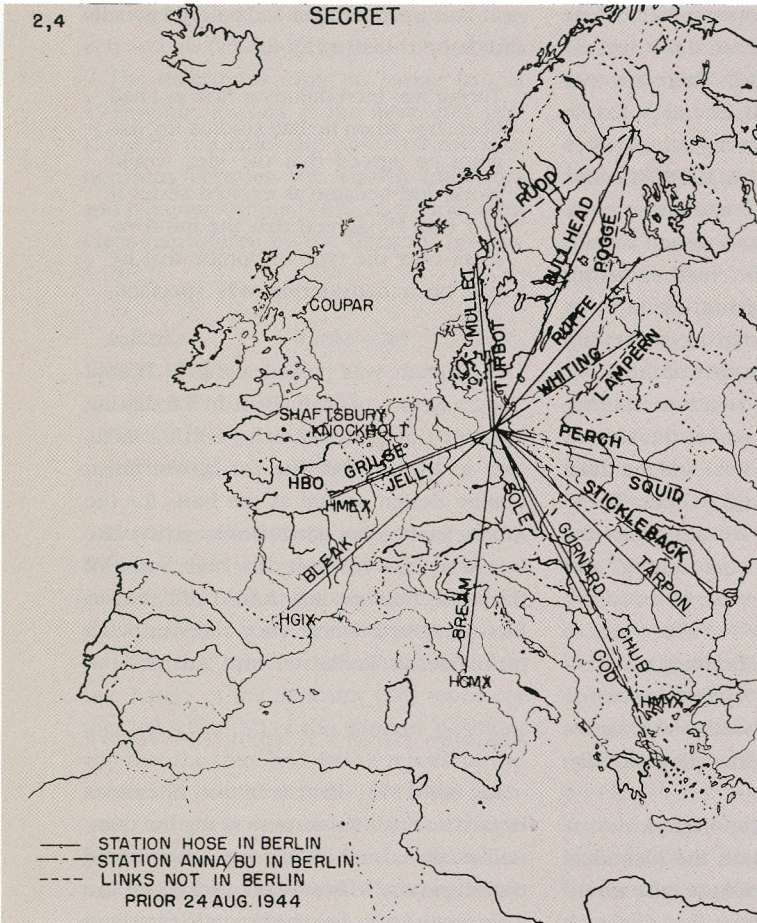 2,4
SECRET
RUDD
BULLHEAD
POGGE
MULLET
COUPAR
RUFFE
TURBOT
WHITING
LAMPERN
SHAFTSBURY
KNOCKHOLT
PERCH
GRILSE
HBO
JELLY
SQUID
HMEX
SOLE
STICKLEBACK
GURNARD
BLEAK
TARPON
BREAM
HGIX
CHUB
COD
HGMX
HMYX
STATION HOSE IN BERLIN
STATION ANNA/BU IN BERLIN:
LINKS NOT IN BERLIN
PRIOR 24 AUG. 1944